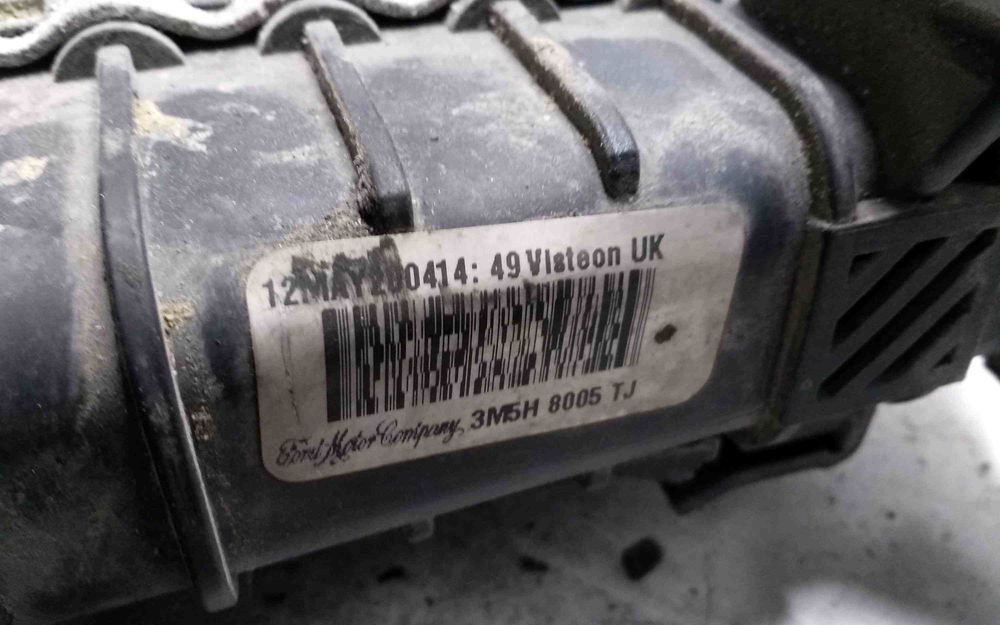 12MAY200414: 49 Visteon UK
Ford Motor Company 3M5H 8005 TJ